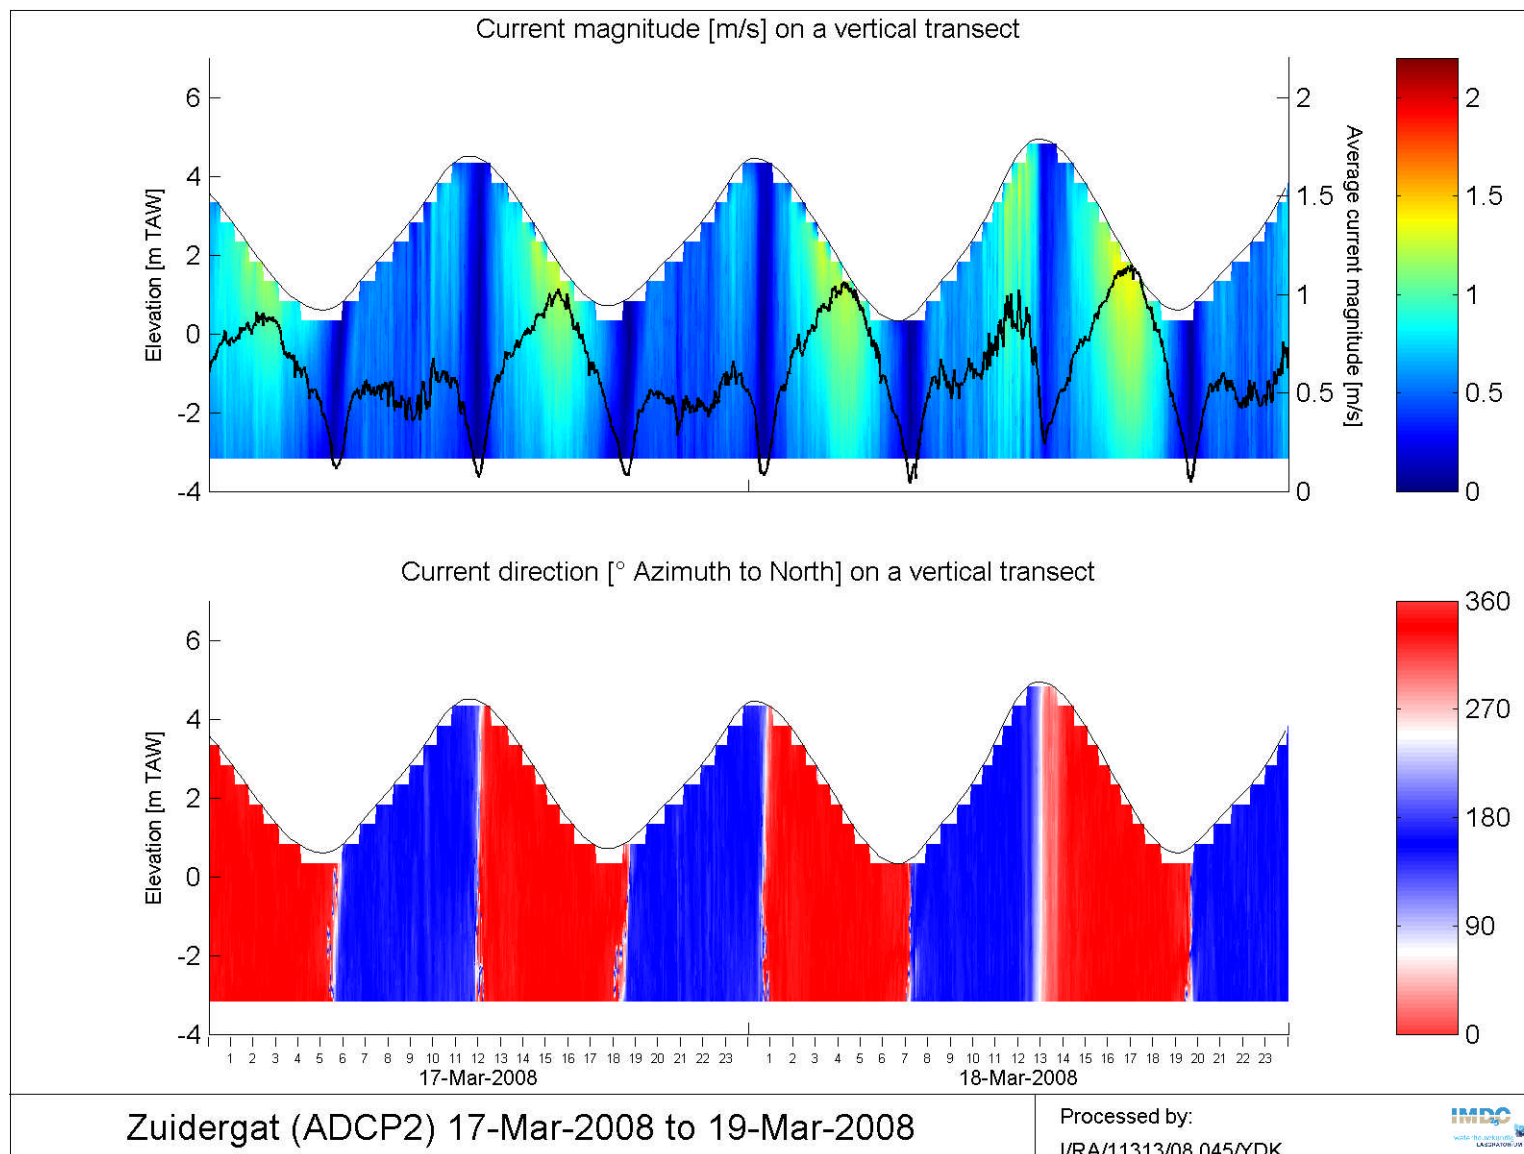 Current magnitude [m/s] on a vertical transect
6
4
2
0
-2
-4
Elevation [m TAW]
2
1.5
1
0.5
0
Average current magnitude [m/s]
2
1.5
1
0.5
0
Current direction [° Azimuth to North] on a vertical transect
6
4
2
0
-2
-4
Elevation [m TAW]
360
270
180
90
0
1 2 3 4 5 6 7 8 9 10 11 12 13 14 15 16 17 18 19 20 21 22 23 1 2 3 4 5 6 7 8 9 10 11 12 13 14 15 16 17 18 19 20 21 22 23
17-Mar-2008 18-Mar-2008
Zuidergat (ADCP2) 17-Mar-2008 to 19-Mar-2008
Processed by:
I/RA/11313/08.045/YDK
IMDC
LABORATORIUM